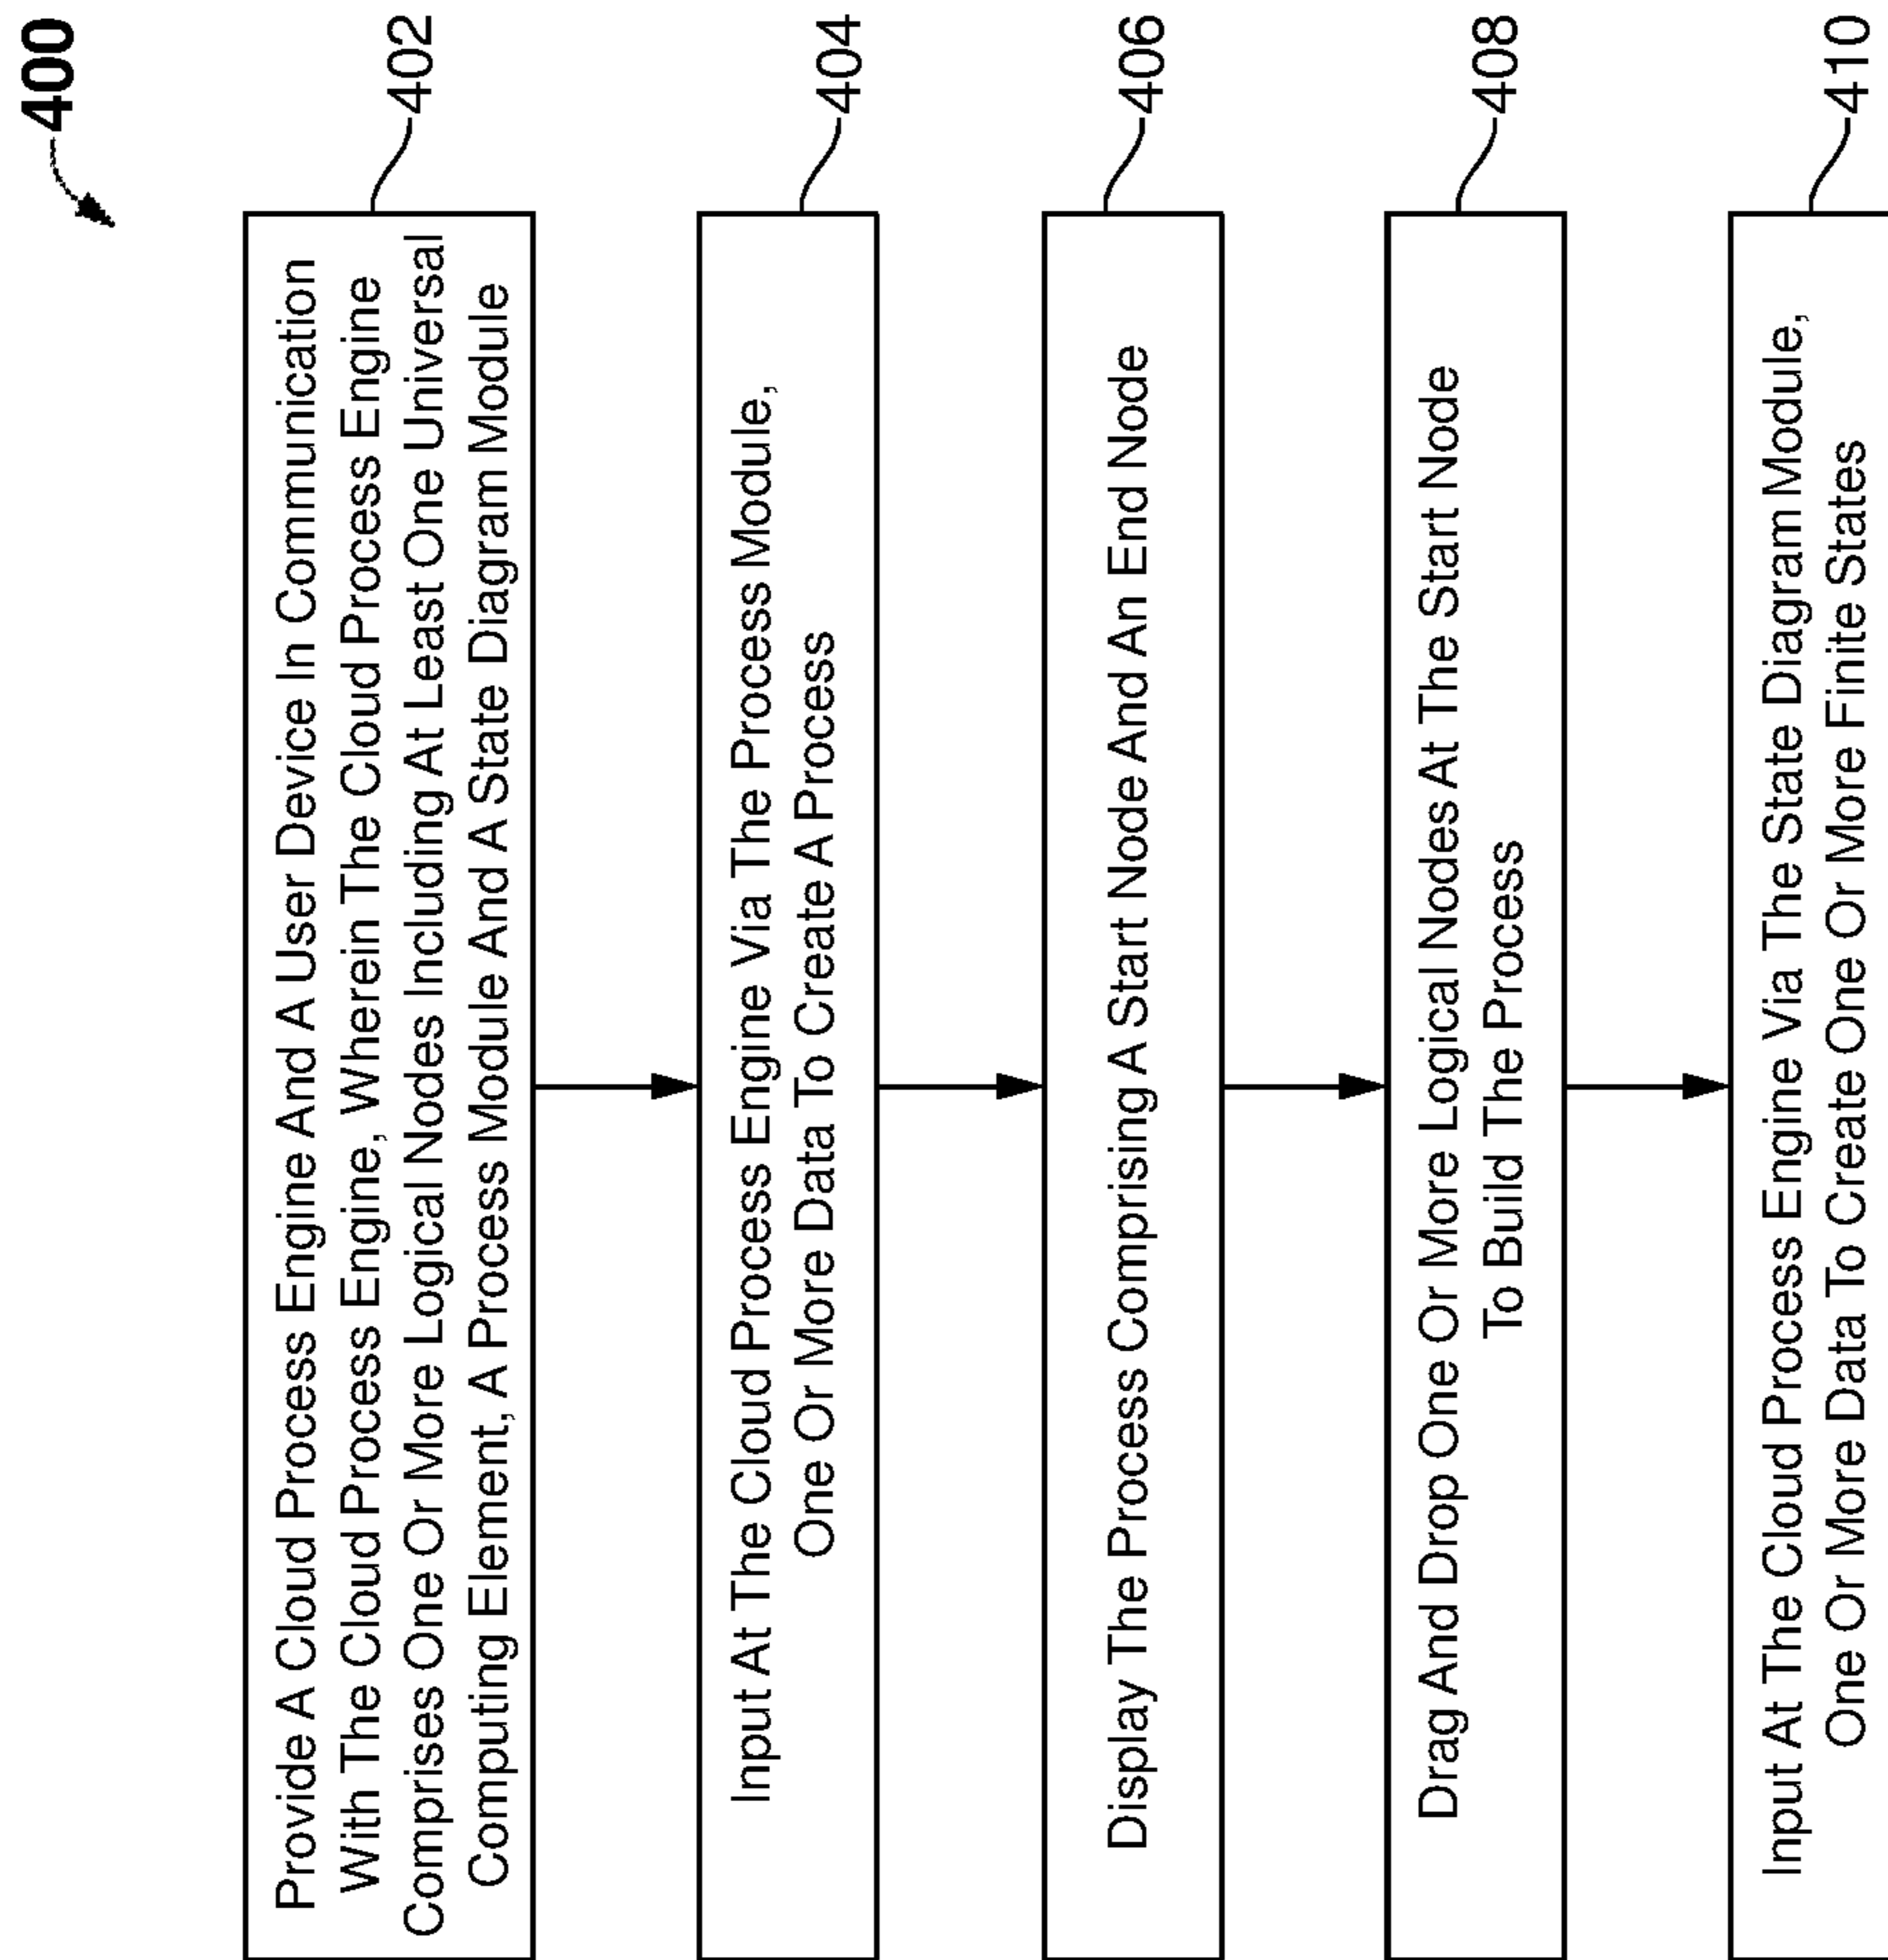 400
Provide A Cloud Process Engine And A User Device In Communication
With The Cloud Process Engine, Wherein The Cloud Process Engine
Comprises One Or More Logical Nodes Including At Least One Universal
Computing Element, A Process Module And A State Diagram Module
402
Input At The Cloud Process Engine Via The Process Module,
One Or More Data To Create A Process
404
Display The Process Comprising A Start Node And An End Node
406
Drag And Drop One Or More Logical Nodes At The Start Node
To Build The Process
408
Input At The Cloud Process Engine Via The State Diagram Module,
One Or More Data To Create One Or More Finite States
410